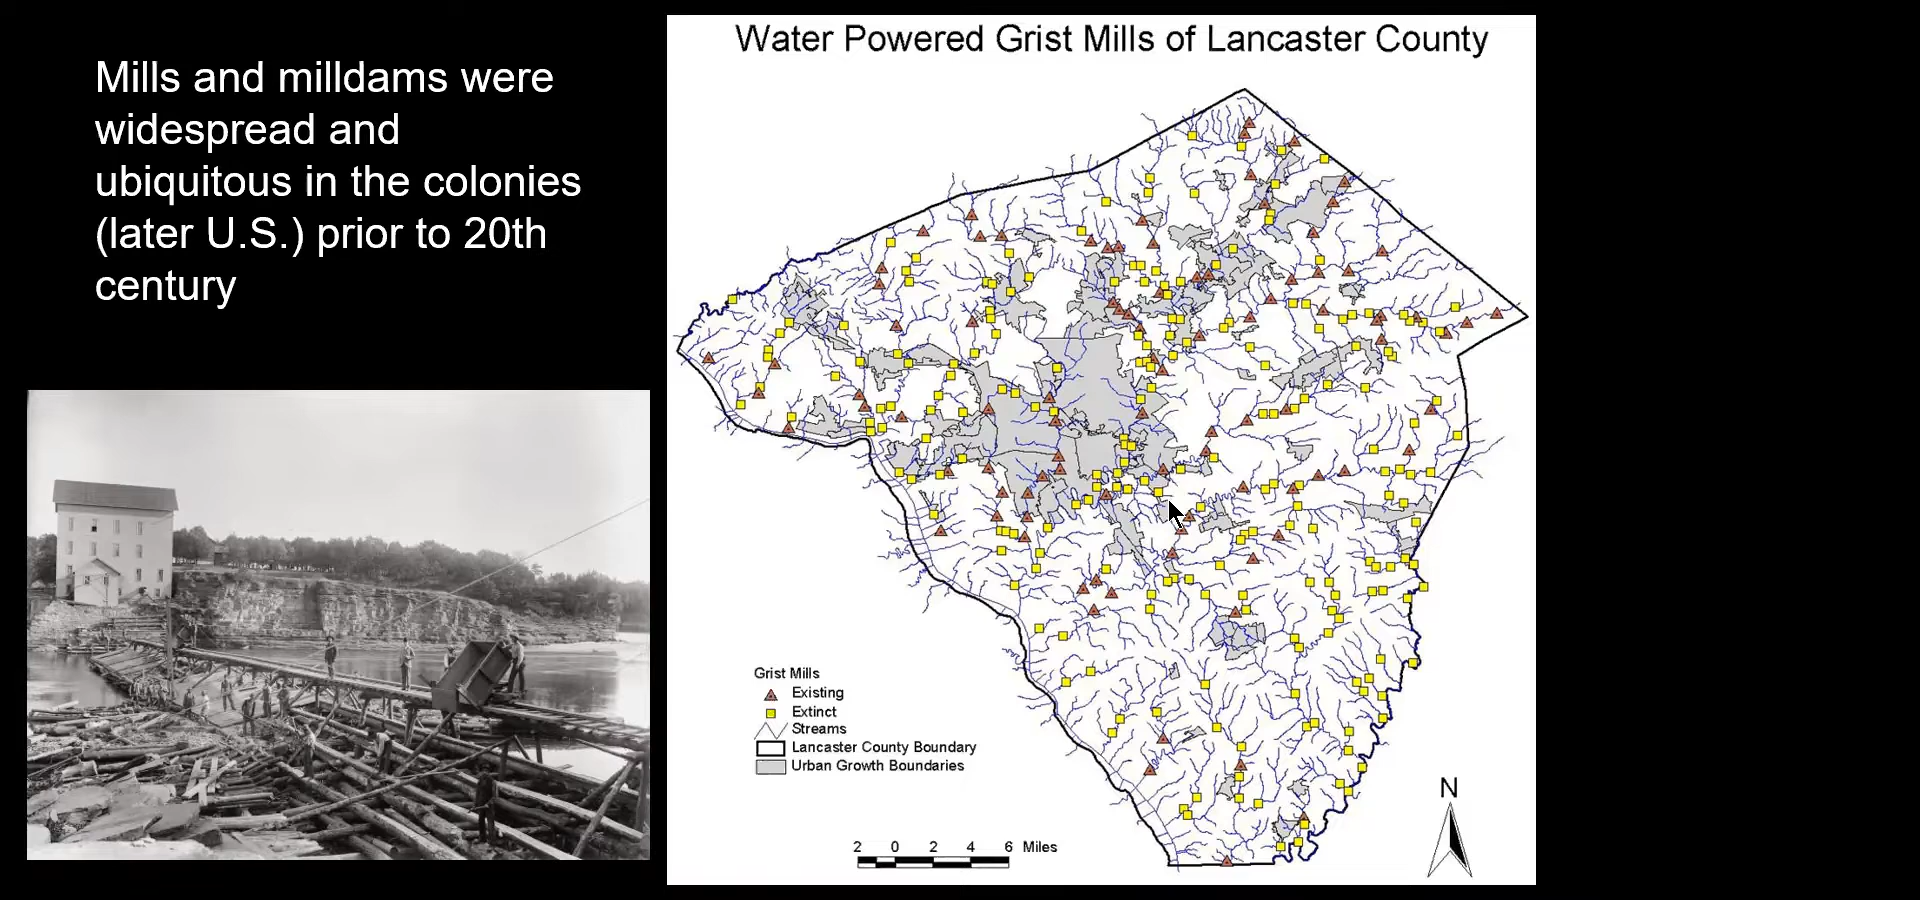 Mills and milldams were
widespread and
ubiquitous in the colonies
(later U.S.) prior to 20th
century
Water Powered Grist Mills of Lancaster County
Grist Mills
Existing
Extinct
Streams
Lancaster County Boundary
Urban Growth Boundaries
2 0 2 4 6 Miles
N